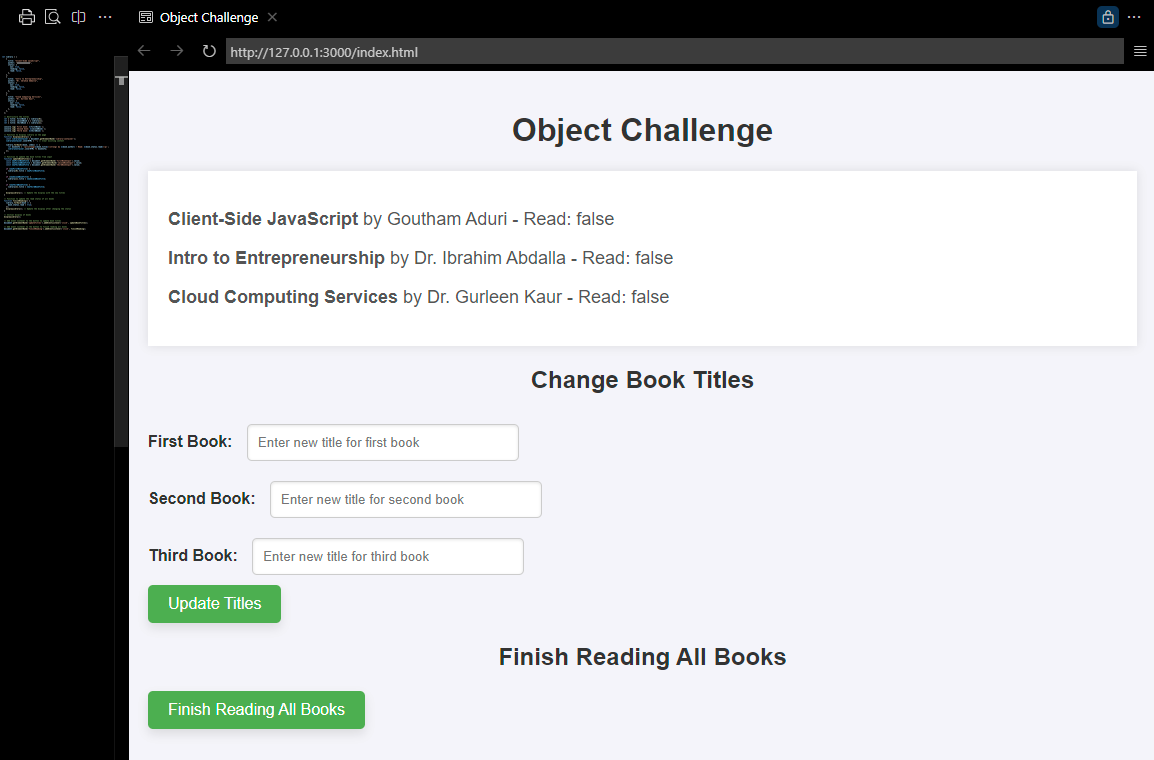 Object Challenge
http://127.0.0.1:3000/index.html
Object Challenge
Client-Side JavaScript by Goutham Aduri - Read: false
Intro to Entrepreneurship by Dr. Ibrahim Abdalla - Read: false
Cloud Computing Services by Dr. Gurleen Kaur - Read: false
Change Book Titles
First Book: Enter new title for first book
Second Book: Enter new title for second book
Third Book: Enter new title for third book
Update Titles
Finish Reading All Books
Finish Reading All Books